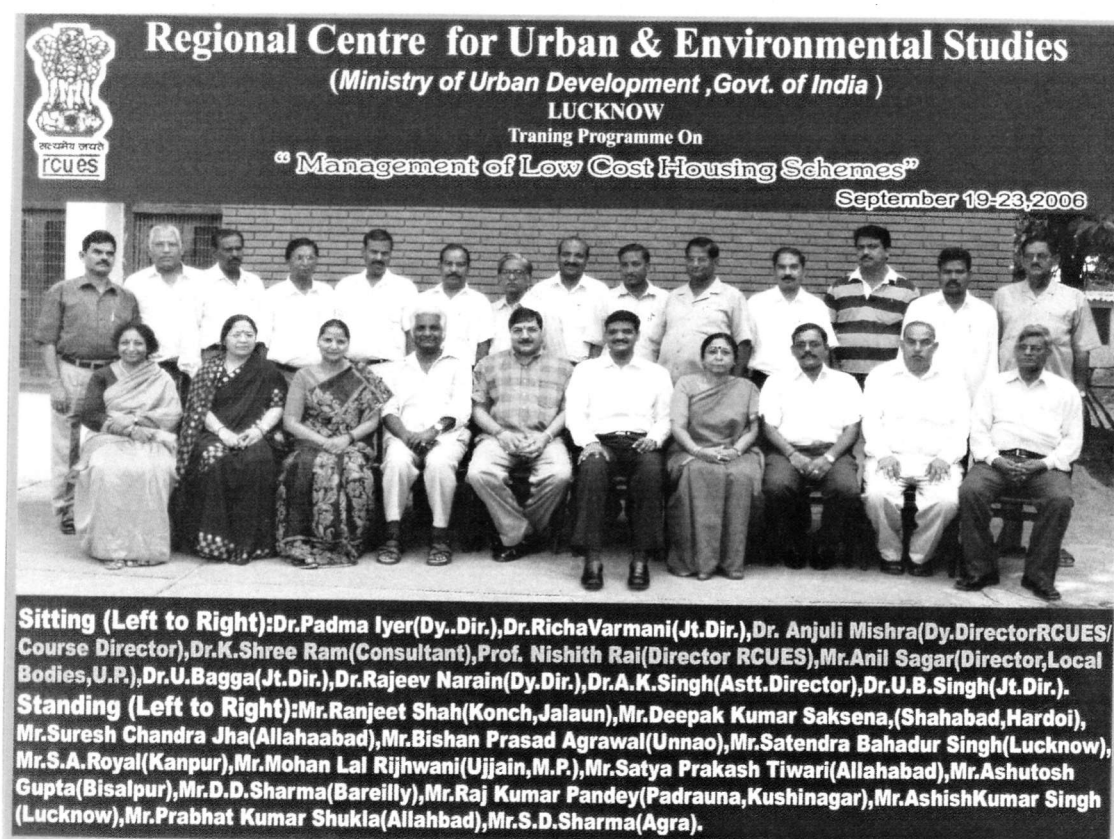 Regional Centre for Urban & Environmental Studies
(Ministry of Urban Development ,Govt. of India )
LUCKNOW
Traning Programme On
“ Management of Low Cost Housing Schemes”
September 19-23,2006
सत्यमेव जयते
rcues
Sitting (Left to Right):Dr.Padma Iyer(Dy..Dir.),Dr.RichaVarmani(Jt.Dir.),Dr. Anjuli Mishra(Dy.DirectorRCUES/
Course Director),Dr.K.Shree Ram(Consultant),Prof. Nishith Rai(Director RCUES),Mr.Anil Sagar(Director,Local
Bodies,U.P.),Dr.U.Bagga(Jt.Dir.),Dr.Rajeev Narain(Dy.Dir.),Dr.A.K.Singh(Astt.Director),Dr.U.B.Singh(Jt.Dir.).
Standing (Left to Right):Mr.Ranjeet Shah(Konch,Jalaun),Mr.Deepak Kumar Saksena,(Shahabad,Hardoi),
Mr.Suresh Chandra Jha(Allahaabad),Mr.Bishan Prasad Agrawal(Unnao),Mr.Satendra Bahadur Singh(Lucknow),
Mr.S.A.Royal(Kanpur),Mr.Mohan Lal Rijhwani(Ujjain,M.P.),Mr.Satya Prakash Tiwari(Allahabad),Mr.Ashutosh
Gupta(Bisalpur),Mr.D.D.Sharma(Bareilly),Mr.Raj Kumar Pandey(Padrauna,Kushinagar),Mr.AshishKumar Singh
(Lucknow),Mr.Prabhat Kumar Shukla(Allahbad),Mr.S.D.Sharma(Agra).